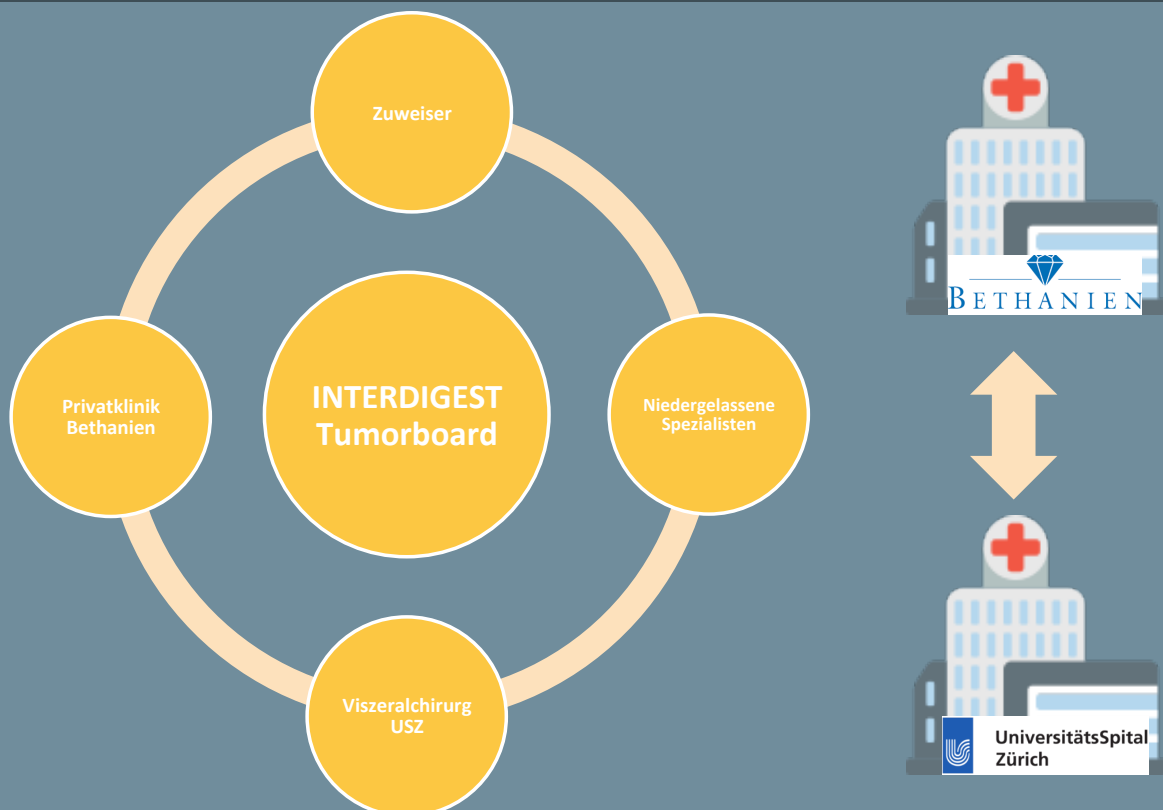 Zuweiser
Privatklinik
Bethanien
INTERDIGEST
Tumorboard
Niedergelassene
Spezialisten
Viszeralchirurg
USZ
BETHANIEN
UniversitätsSpital
Zürich